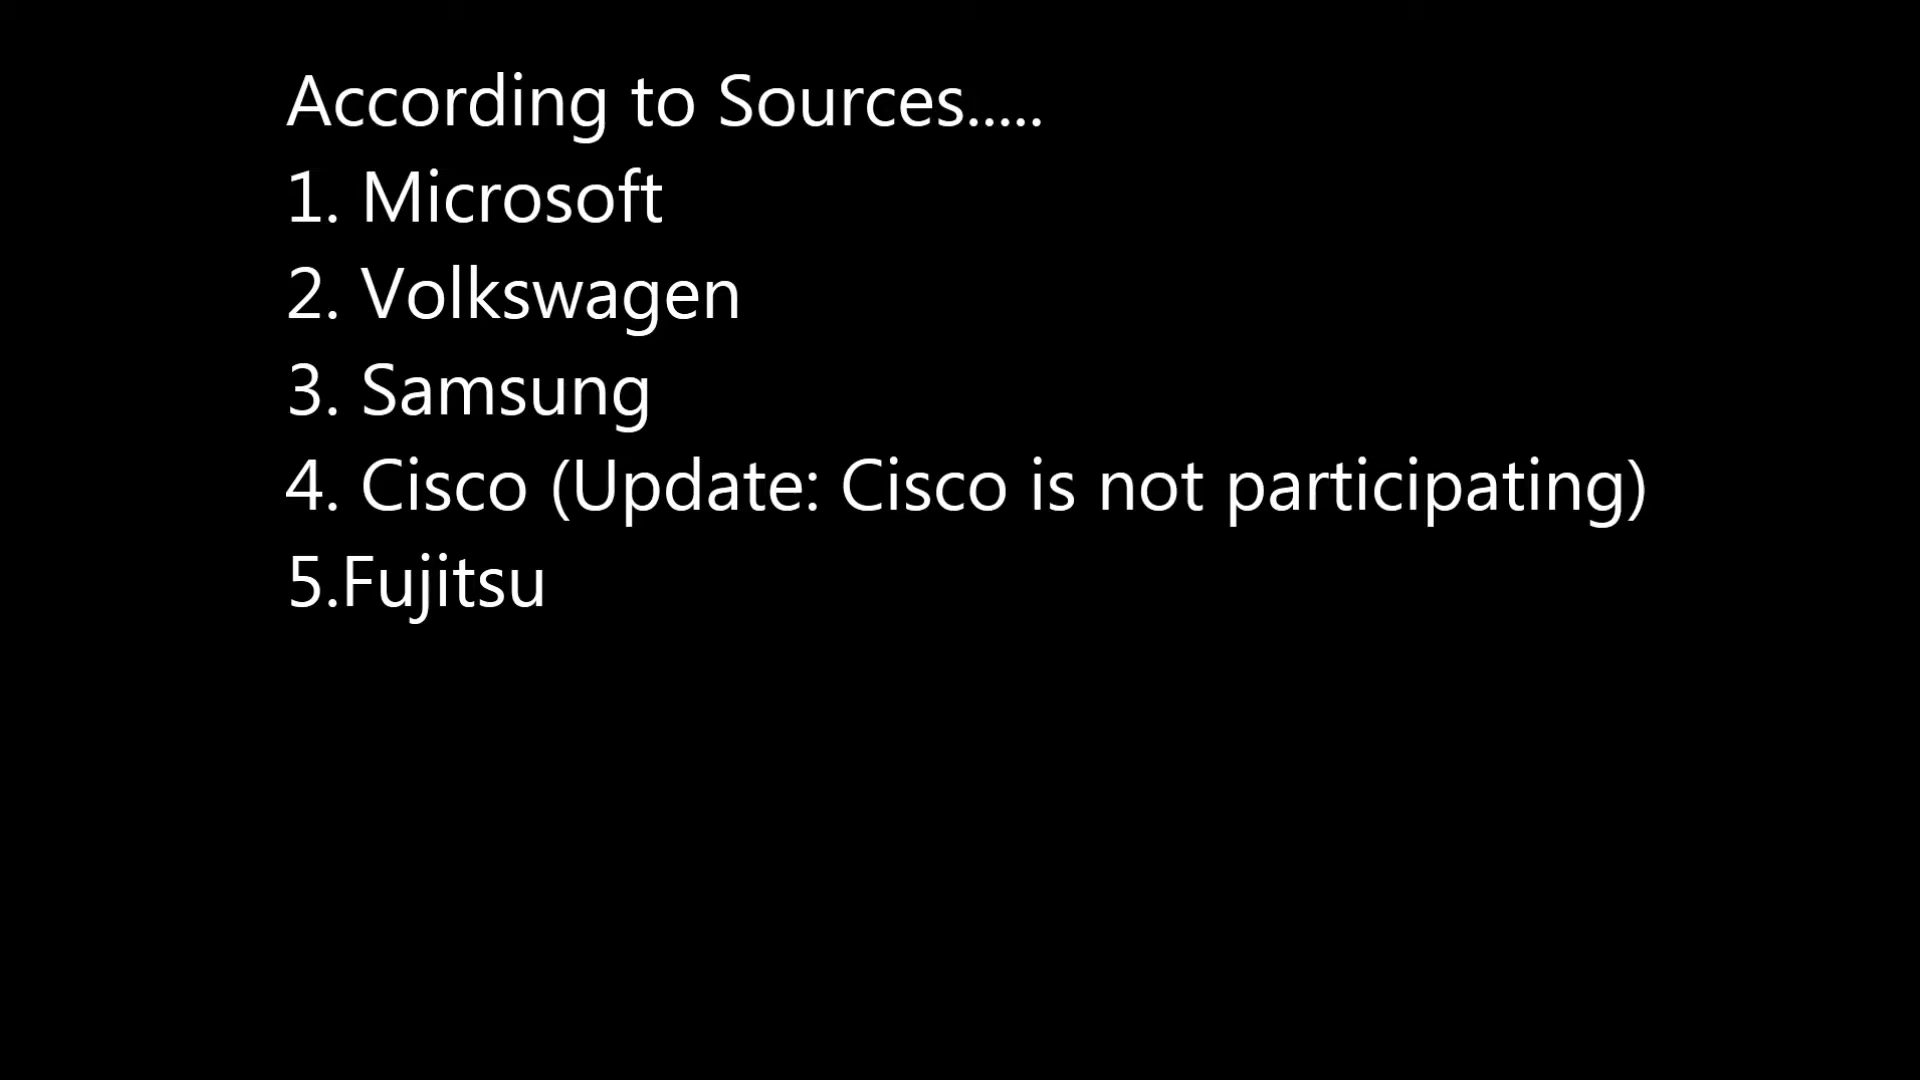 According to Sources.....
1. Microsoft
2. Volkswagen
3. Samsung
4. Cisco (Update: Cisco is not participating)
5.Fujitsu